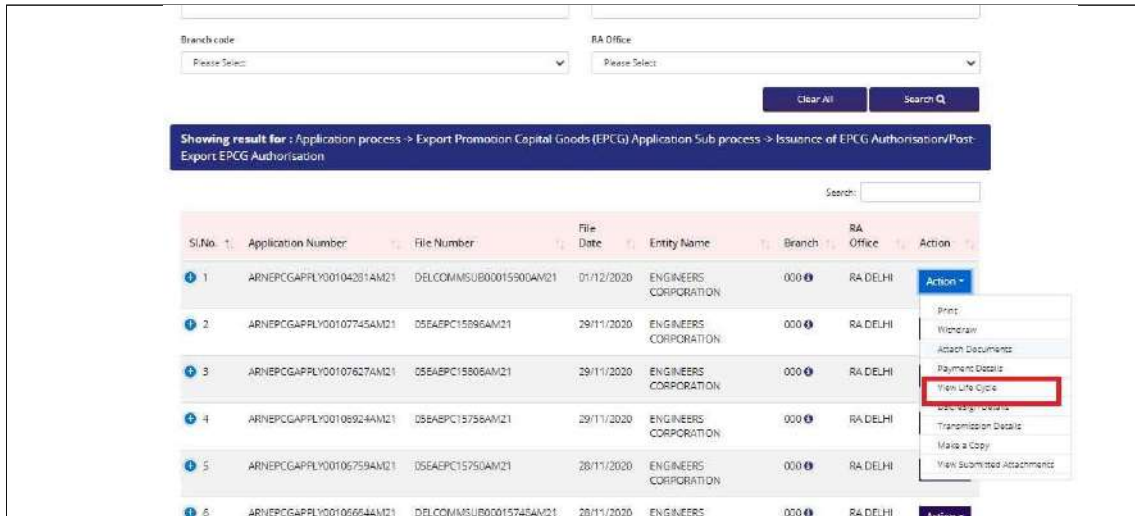 Branch code
RA Office
Please Select
Please Select
Clear All
Search
Showing result for : Application process -> Export Promotion Capital Goods (EPCG) Application Sub process -> Issuance of EPCG Authorisation/Post-
Export EPCG Authorisation
Search:
Sl.No. Application Number File Number File Date Entity Name Branch RA Office Action
1 ARNEPCGAPPLY00104281AM21 DELCOMMSUB00015900AM21 01/12/2020 ENGINEERS CORPORATION 000 RA DELHI Action
2 ARNEPCGAPPLY00107745AM21 05EAEPC15896AM21 29/11/2020 ENGINEERS CORPORATION 000 RA DELHI
3 ARNEPCGAPPLY00107627AM21 05EAEPC15806AM21 29/11/2020 ENGINEERS CORPORATION 000 RA DELHI
4 ARNEPCGAPPLY00106924AM21 05EAEPC15756AM21 29/11/2020 ENGINEERS CORPORATION 000 RA DELHI
5 ARNEPCGAPPLY00106759AM21 05EAEPC15750AM21 28/11/2020 ENGINEERS CORPORATION 000 RA DELHI
6 ARNEPCGAPPLY00106664AM21 DELCOMMSUB00015748AM21 28/11/2020 ENGINEERS 000 RA DELHI Action
Print
Withdraw
Attach Documents
Payment Details
View Life Cycle
Details
Transmission Details
Make a Copy
View Submitted Attachments